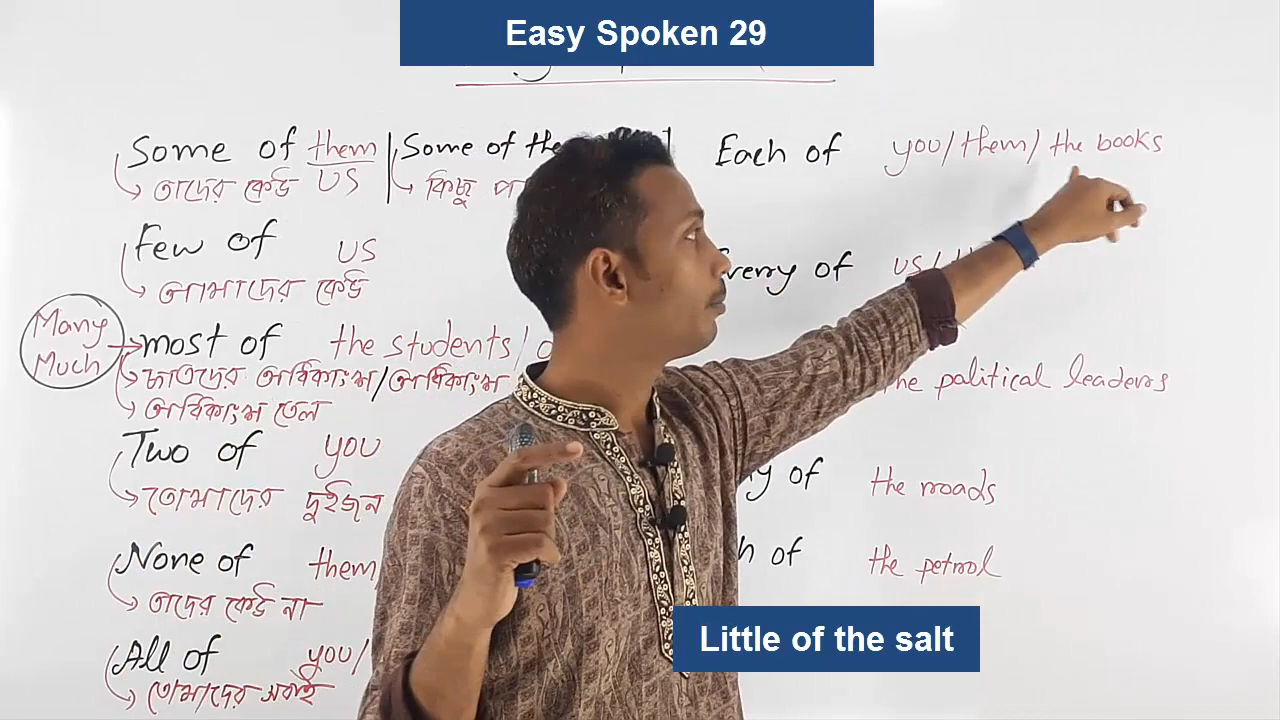 Easy Spoken 29
Some of them
us
তাদের কেউ
Some of the
কিছু
Few of us
আমাদের কেউ
Many
Much
most of the students/
ছাত্রদের অধিকাংশ/অধিকাংশ
অধিকাংশ তেল
Two of you
তোমাদের দুইজন
None of them
তাদের কেউ না
All of you/
তোমাদের সবাই
Each of you/them/the books
of us/
the political leaders
of the roads
of the petrol
Little of the salt